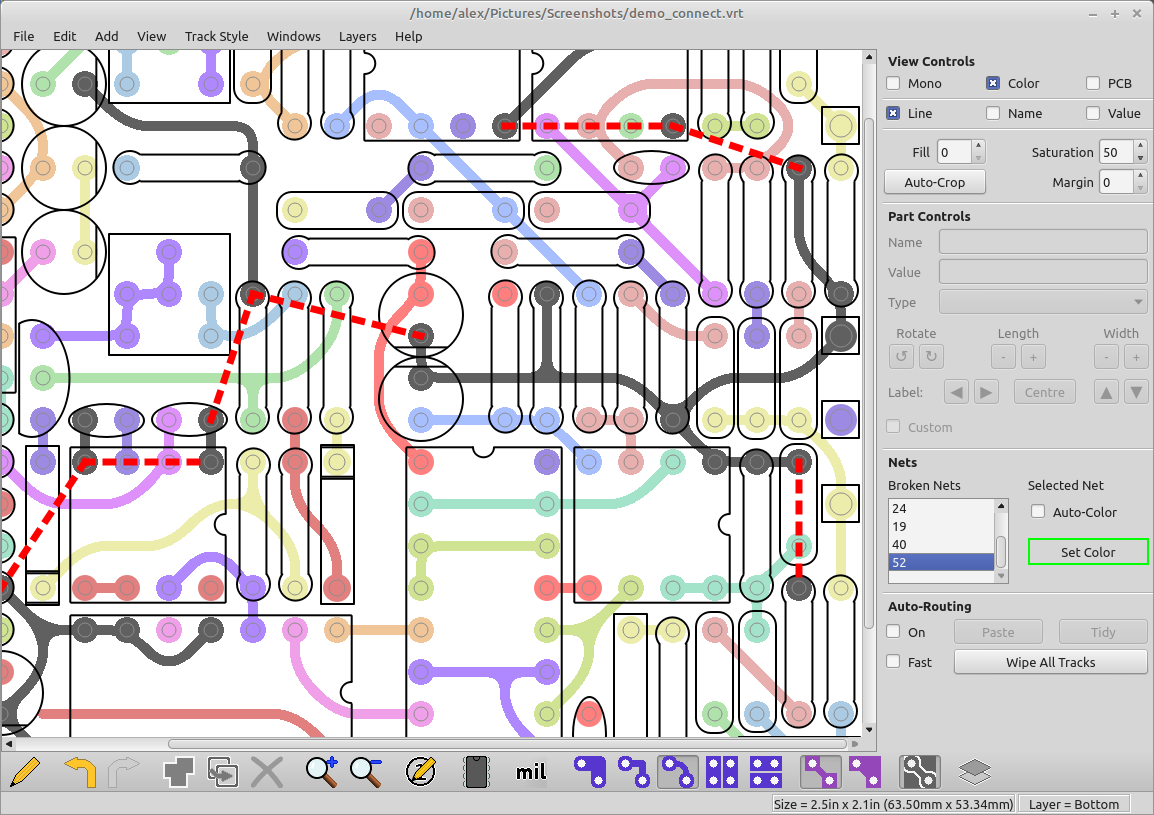 /home/alex/Pictures/Screenshots/demo_connect.vrt
File Edit Add View Track Style Windows Layers Help
View Controls
Mono Color PCB
Line Name Value
Fill 0 Saturation 50
Auto-Crop Margin 0
Part Controls
Name
Value
Type
Rotate Length Width
- + - +
Label: Centre
Custom
Nets
Broken Nets Selected Net
24
19
40
52
Auto-Color
Set Color
Auto-Routing
On Paste Tidy
Fast Wipe All Tracks
mil
Size = 2.5in x 2.1in (63.50mm x 53.34mm) Layer = Bottom